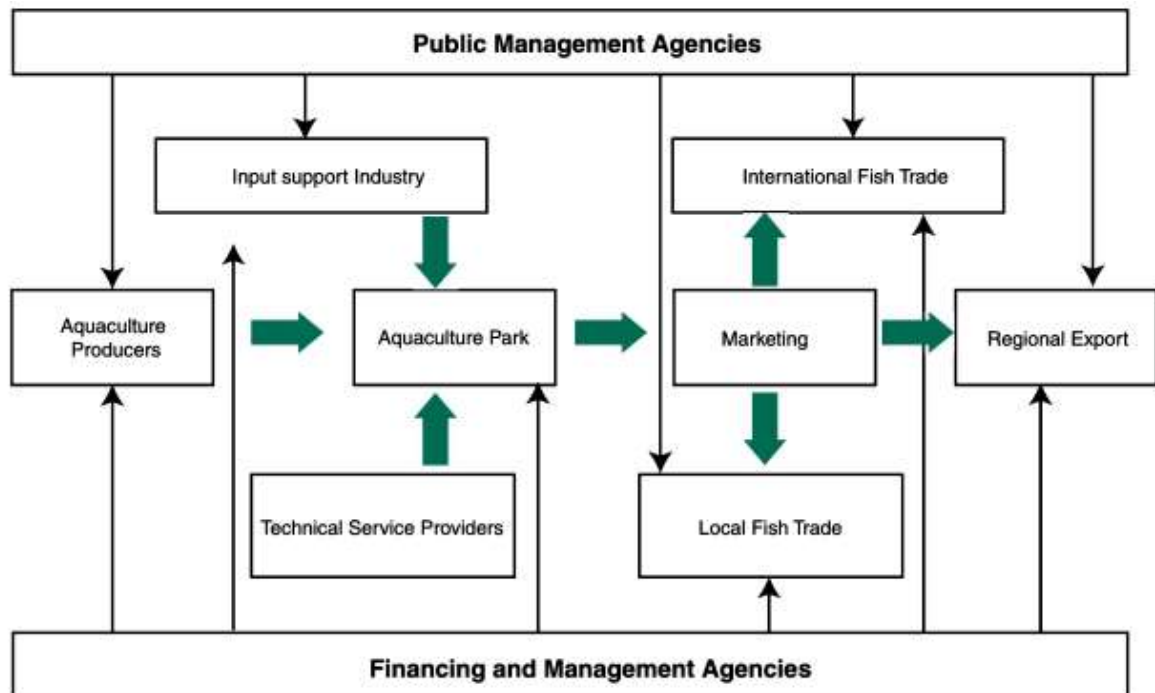 Public Management Agencies
Input support Industry
International Fish Trade
Aquaculture
Producers
Aquaculture Park
Marketing
Regional Export
Technical Service Providers
Local Fish Trade
Financing and Management Agencies